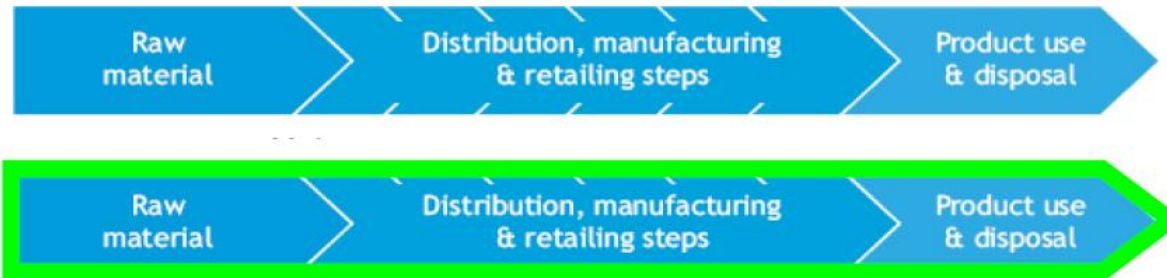 Raw
material
Distribution, manufacturing
& retailing steps
Product use
& disposal
Raw
material
Distribution, manufacturing
& retailing steps
Product use
& disposal